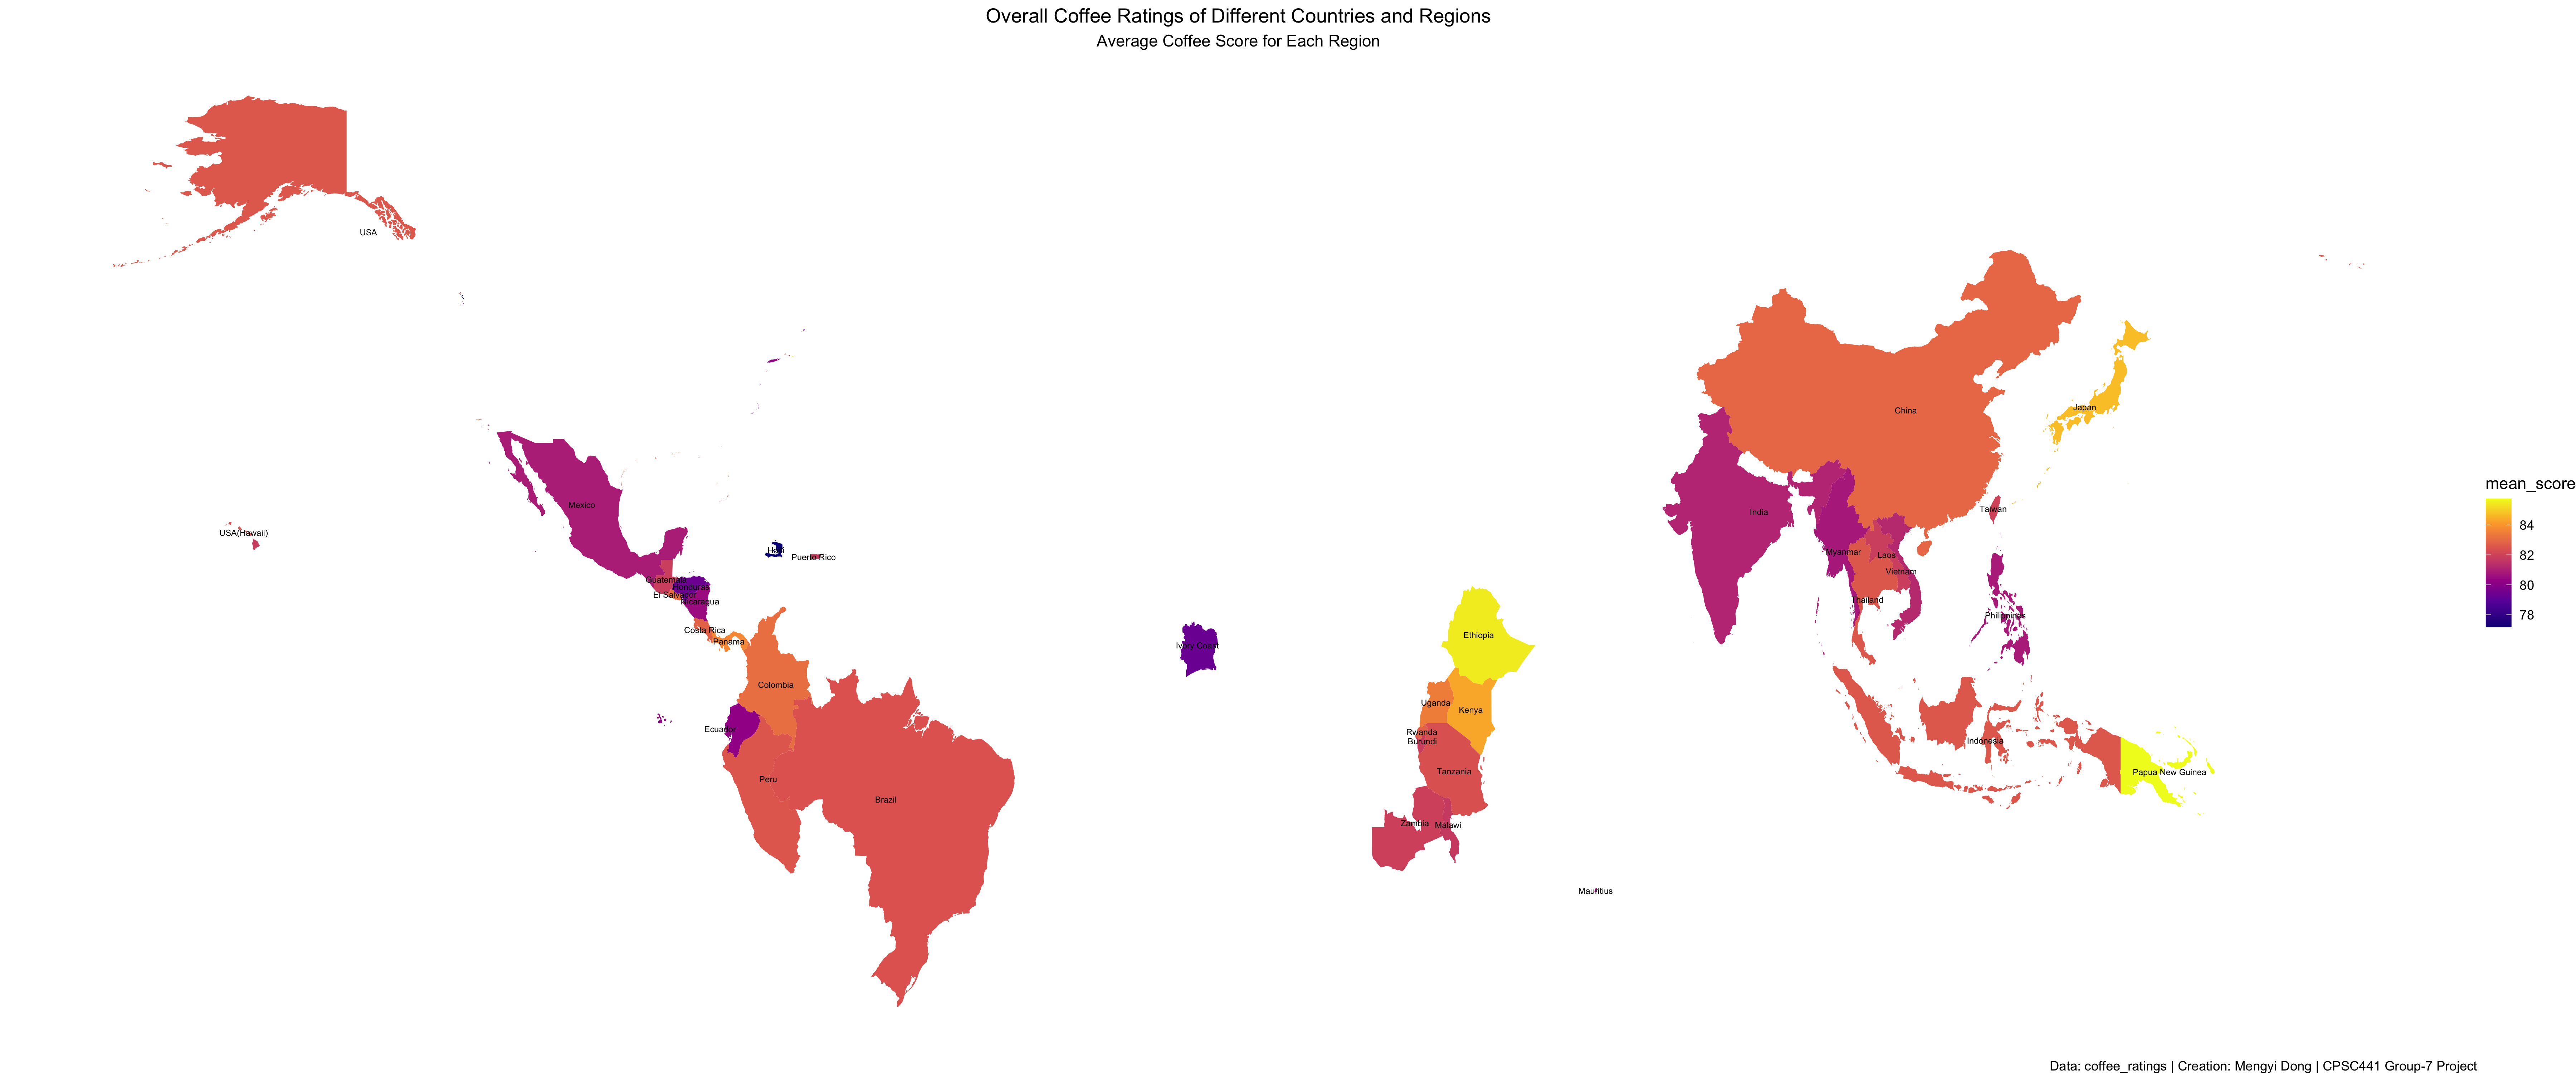 Overall Coffee Ratings of Different Countries and Regions
Average Coffee Score for Each Region
USA
China
Japan
mean_score
84
82
80
78
Mexico
India
Taiwan
USA(Hawaii)
Haiti
Puerto Rico
Myanmar
Laos
Vietnam
Guatemala
Honduras
El Salvador
Nicaragua
Thailand
Philippines
Costa Rica
Panama
Ivory Coast
Ethiopia
Colombia
Uganda
Kenya
Ecuador
Rwanda
Burundi
Indonesia
Tanzania
Papua New Guinea
Peru
Brazil
Zambia
Malawi
Mauritius
Data: coffee_ratings | Creation: Mengyi Dong | CPSC441 Group-7 Project